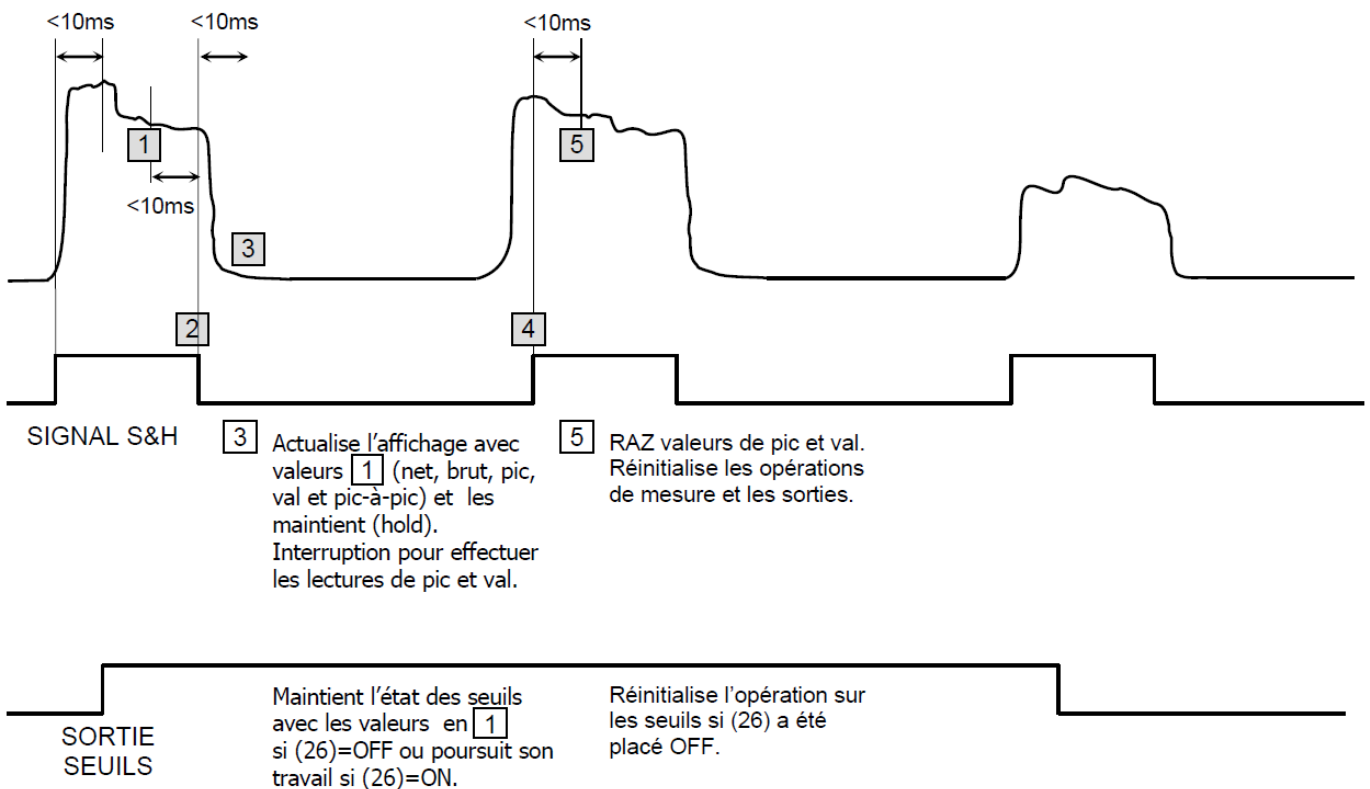 <10ms
<10ms
<10ms
1
5
<10ms
3
2
4
SIGNAL S&H
3
Actualise l'affichage avec
valeurs 1 (net, brut, pic,
val et pic-à-pic) et les
maintient (hold).
Interruption pour effectuer
les lectures de pic et val.
5
RAZ valeurs de pic et val.
Réinitialise les opérations
de mesure et les sorties.
SORTIE
SEUILS
Maintient l'état des seuils
avec les valeurs en 1
si (26)=OFF ou poursuit son
travail si (26)=ON.
Réinitialise l'opération sur
les seuils si (26) a été
placé OFF.